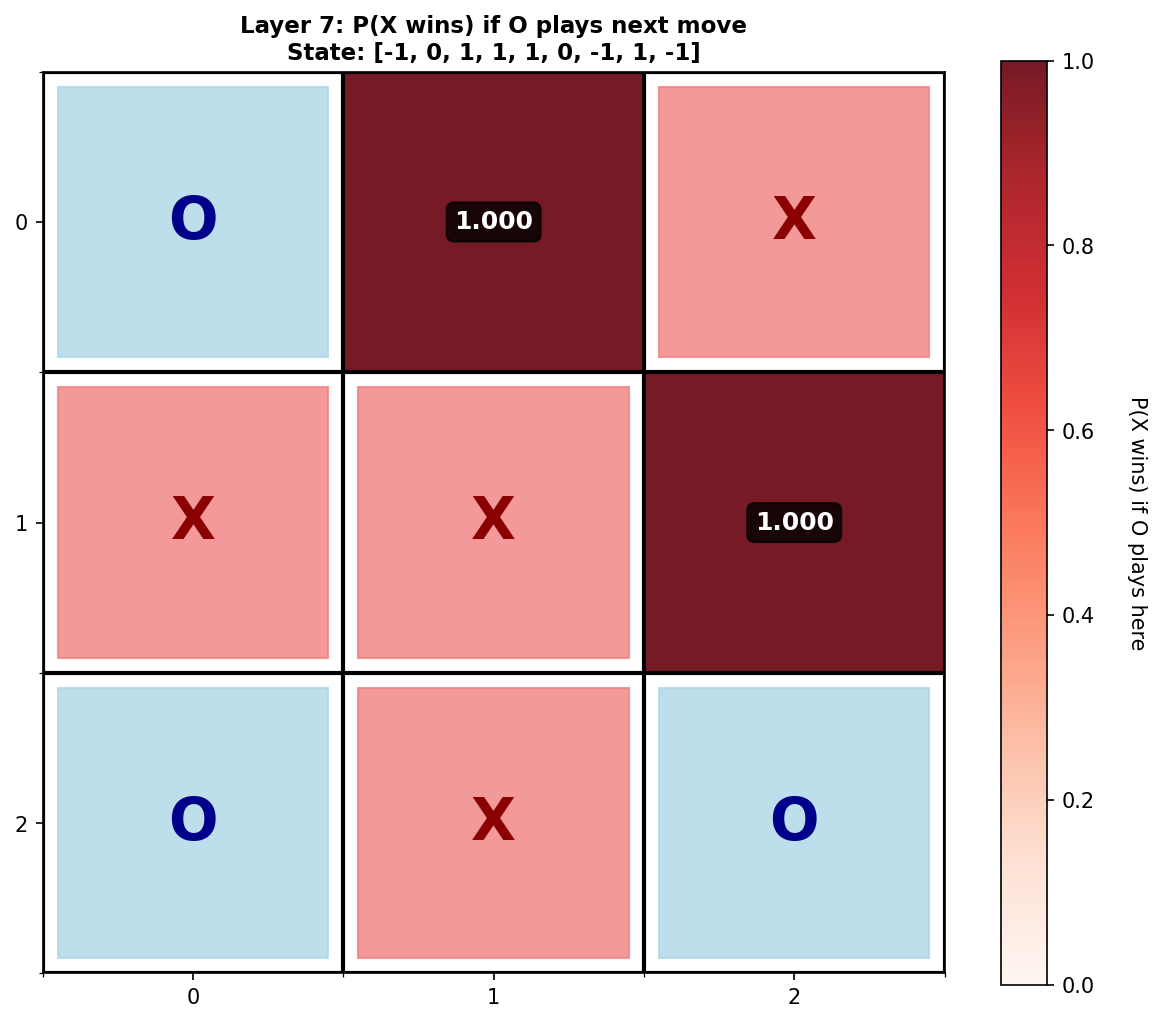 Layer 7: P(X wins) if O plays next move
State: [-1, 0, 1, 1, 1, 0, -1, 1, -1]
0
O
1.000
X
1
X
X
1.000
2
O
X
O
0
1
2
1.0
0.8
0.6
0.4
0.2
0.0
P(X wins) if O plays here